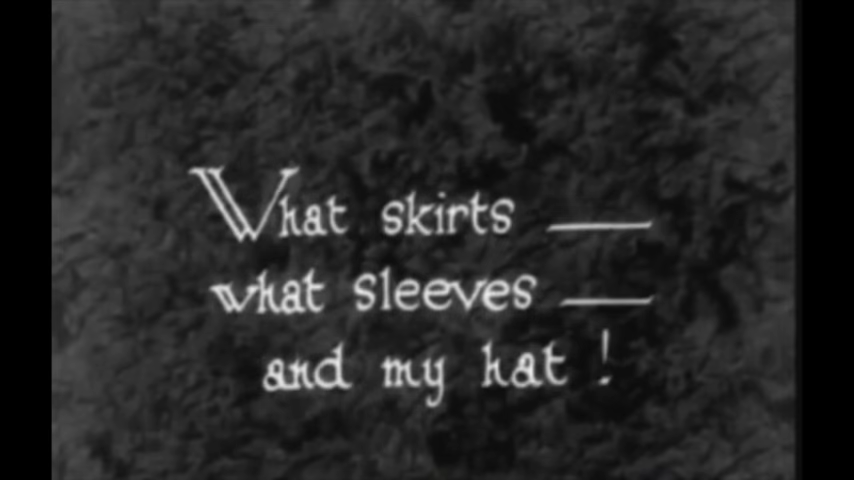 What skirts —
what sleeves —
and my hat !